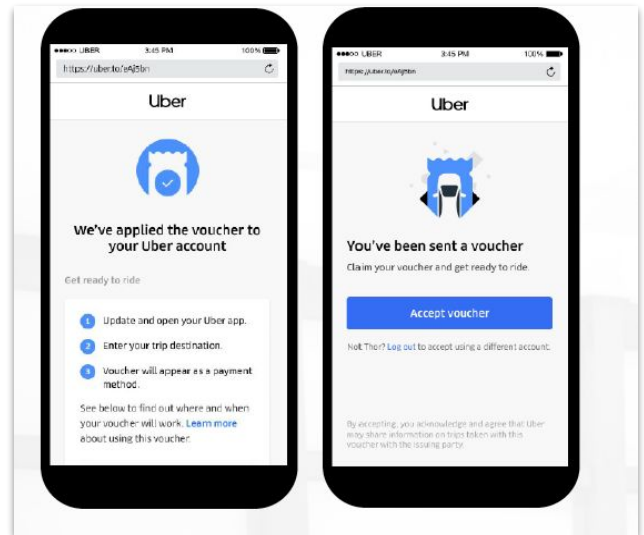 UBER 3:45 PM 100%
https://uber.to/eAj5bn
Uber
We've applied the voucher to
your Uber account
Get ready to ride
1 Update and open your Uber app.
2 Enter your trip destination.
3 Voucher will appear as a payment
method.
See below to find out where and when
your voucher will work. Learn more
about using this voucher.
UBER 3:45 PM 100%
https://uber.to/eAj5bn
Uber
You've been sent a voucher
Claim your voucher and get ready to ride.
Accept voucher
Not Thor? Log out to accept using a different account.
By accepting, you acknowledge and agree that Uber
may share information on trips taken with this
voucher with the issuing party.